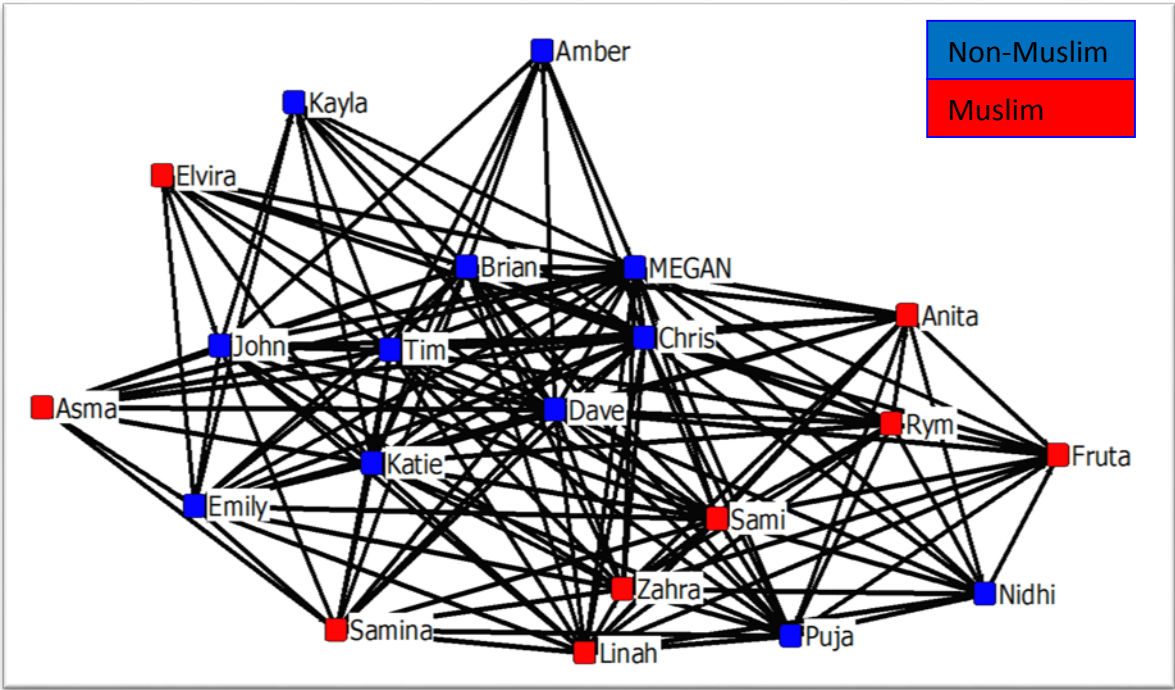 Amber
Non-Muslim
Kayla
Muslim
Elvira
Brian
MEGAN
Anita
John
Tim
Chris
Asma
Dave
Rym
Katie
Fruta
Emily
Sami
Zahra
Nidhi
Samina
Linah
Puja